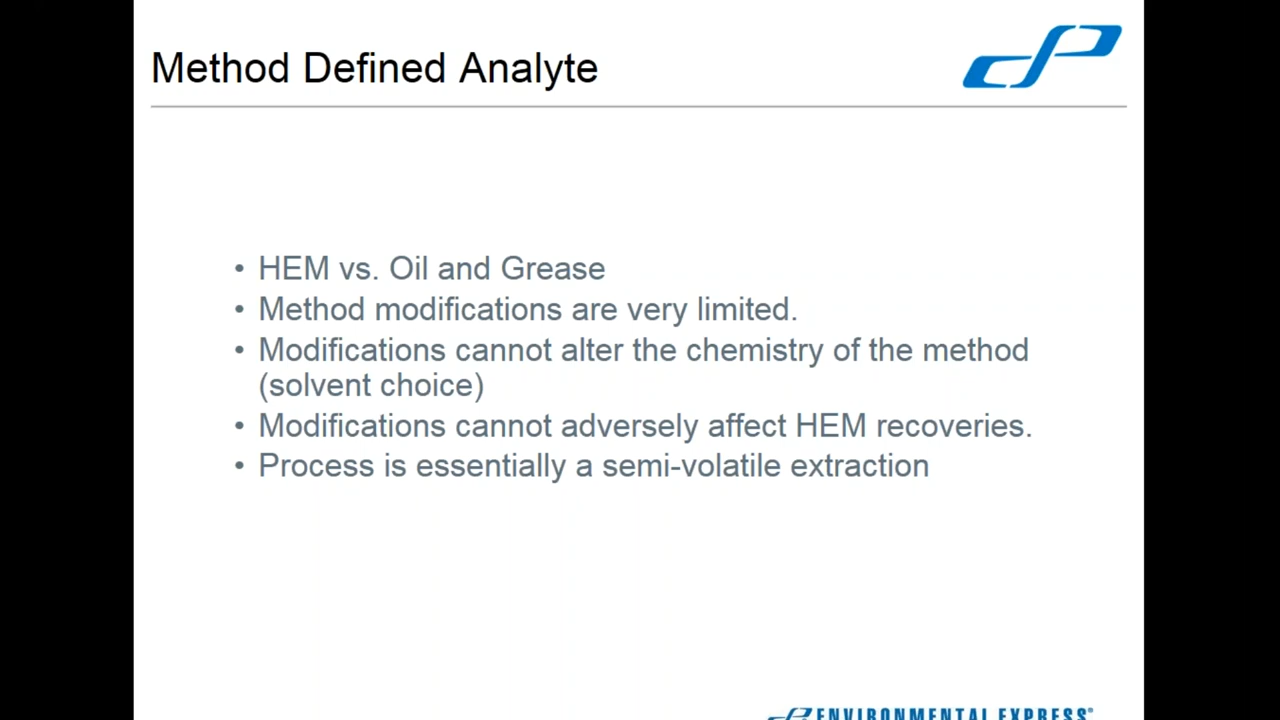 Method Defined Analyte
• HEM vs. Oil and Grease
• Method modifications are very limited.
• Modifications cannot alter the chemistry of the method
(solvent choice)
• Modifications cannot adversely affect HEM recoveries.
• Process is essentially a semi-volatile extraction
ENVIRONMENTAL EXPRESS®